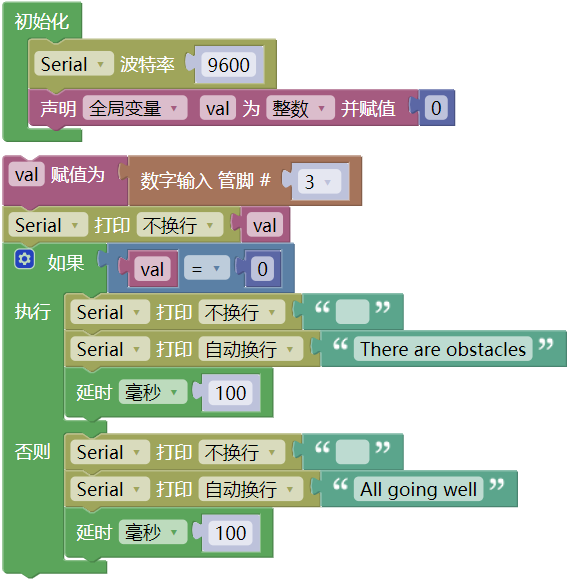 初始化
Serial 波特率 9600
声明 全局变量 val 为 整数 并赋值 0
val 赋值为 数字输入 管脚 # 3
Serial 打印 不换行 val
如果 val = 0
执行 Serial 打印 不换行 “ ”
Serial 打印 自动换行 “ There are obstacles ”
延时 毫秒 100
否则 Serial 打印 不换行 “ ”
Serial 打印 自动换行 “ All going well ”
延时 毫秒 100